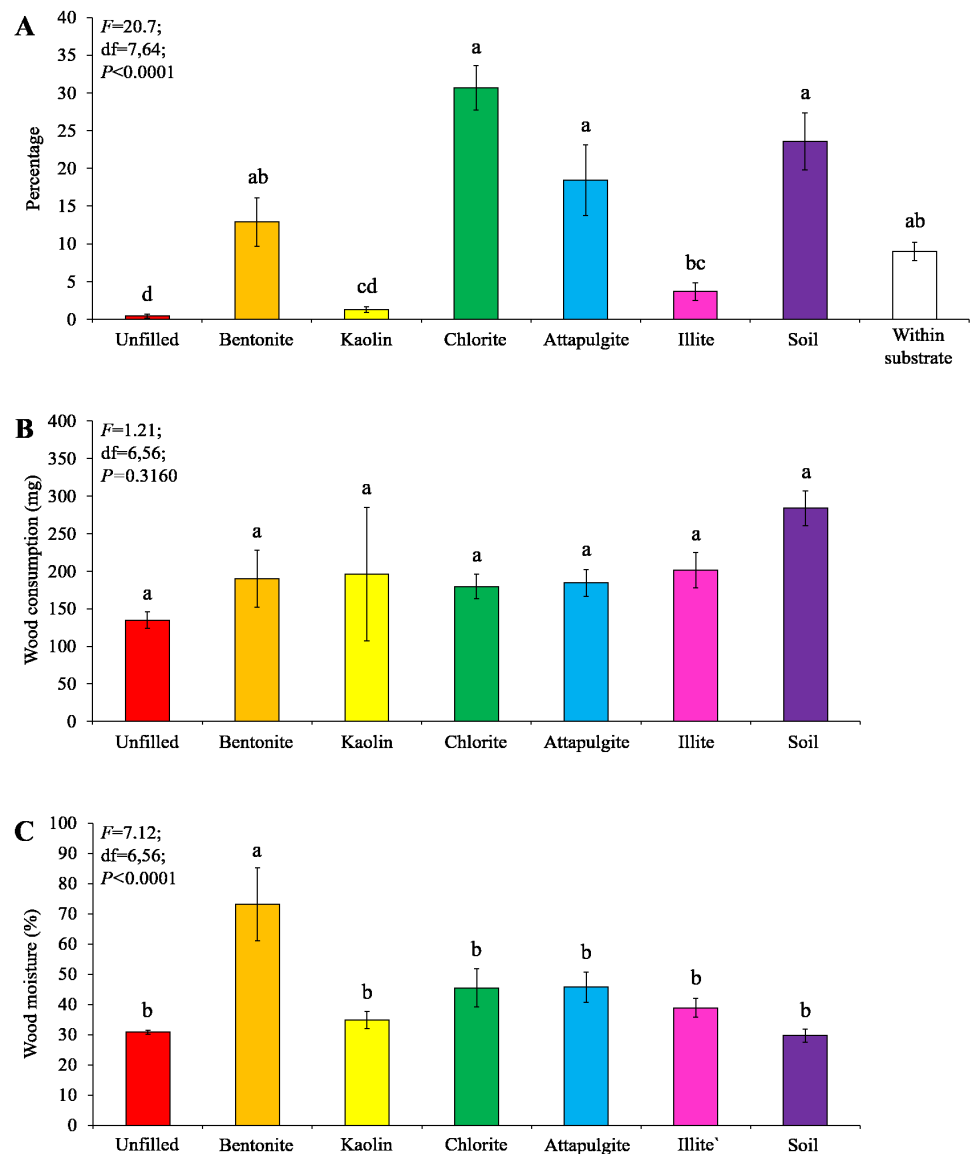 A
F=20.7;
df=7,64;
P<0.0001
Percentage
40
35
30
25
20
15
10
5
0
d
ab
cd
a
a
bc
a
ab
Unfilled Bentonite Kaolin Chlorite Attapulgite Illite Soil Within substrate
B
F=1.21;
df=6,56;
P=0.3160
Wood consumption (mg)
400
350
300
250
200
150
100
50
0
a
a
a
a
a
a
a
Unfilled Bentonite Kaolin Chlorite Attapulgite Illite Soil
C
F=7.12;
df=6,56;
P<0.0001
Wood moisture (%)
100
90
80
70
60
50
40
30
20
10
0
b
a
b
b
b
b
b
Unfilled Bentonite Kaolin Chlorite Attapulgite Illite` Soil